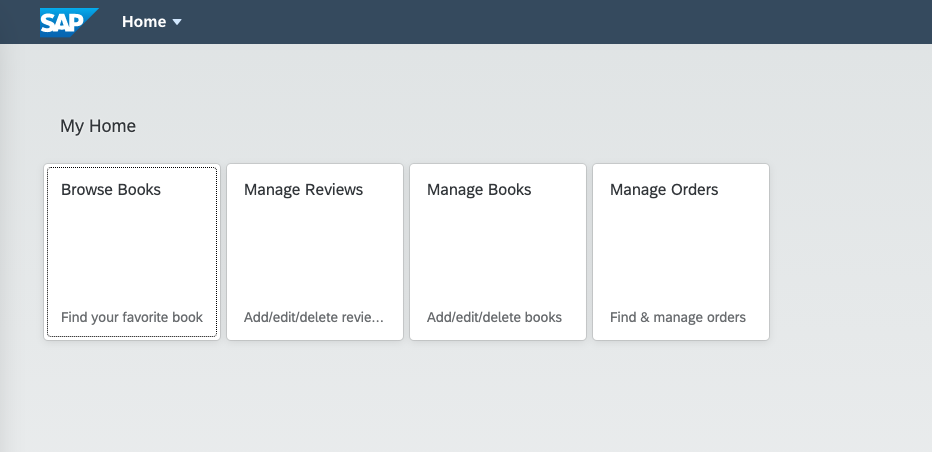 SAP Home
My Home
Browse Books
Find your favorite book
Manage Reviews
Add/edit/delete revie...
Manage Books
Add/edit/delete books
Manage Orders
Find & manage orders